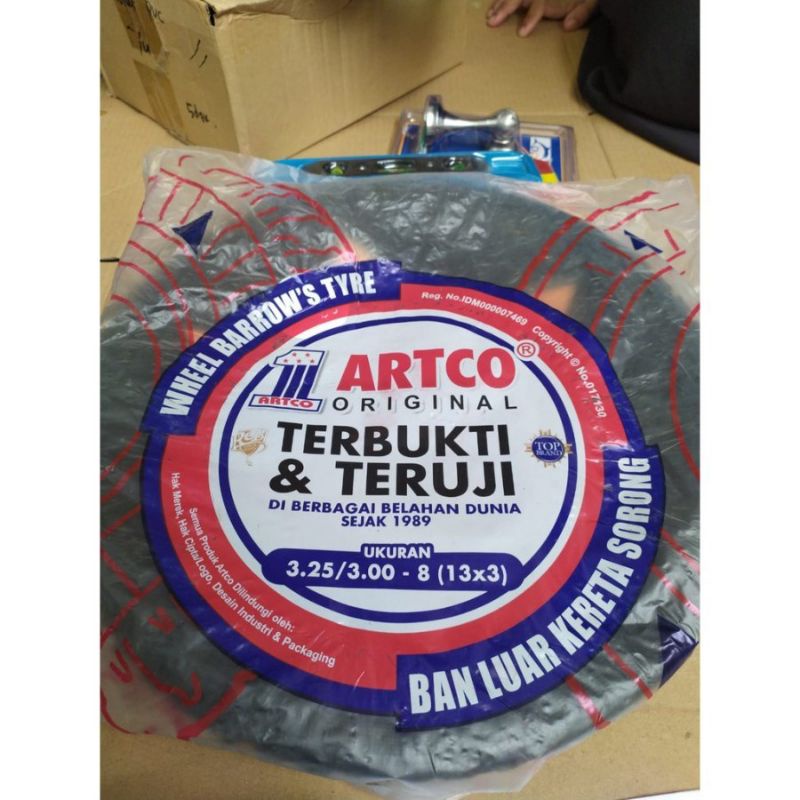 WHEEL BARROW'S TYRE
Reg. No.IDM000007469 Copyright © No.017130
1
ARTCO
ARTCO®
ORIGINAL
TERBUKTI
& TERUJI
TOP
BRAND
DI BERBAGAI BELAHAN DUNIA
SEJAK 1989
UKURAN
3.25/3.00 - 8 (13x3)
Semua Produk Artco Dilindungi oleh:
Hak Merek, Hak Cipta/Logo, Desain Industri & Packaging
BAN LUAR KERETA SORONG